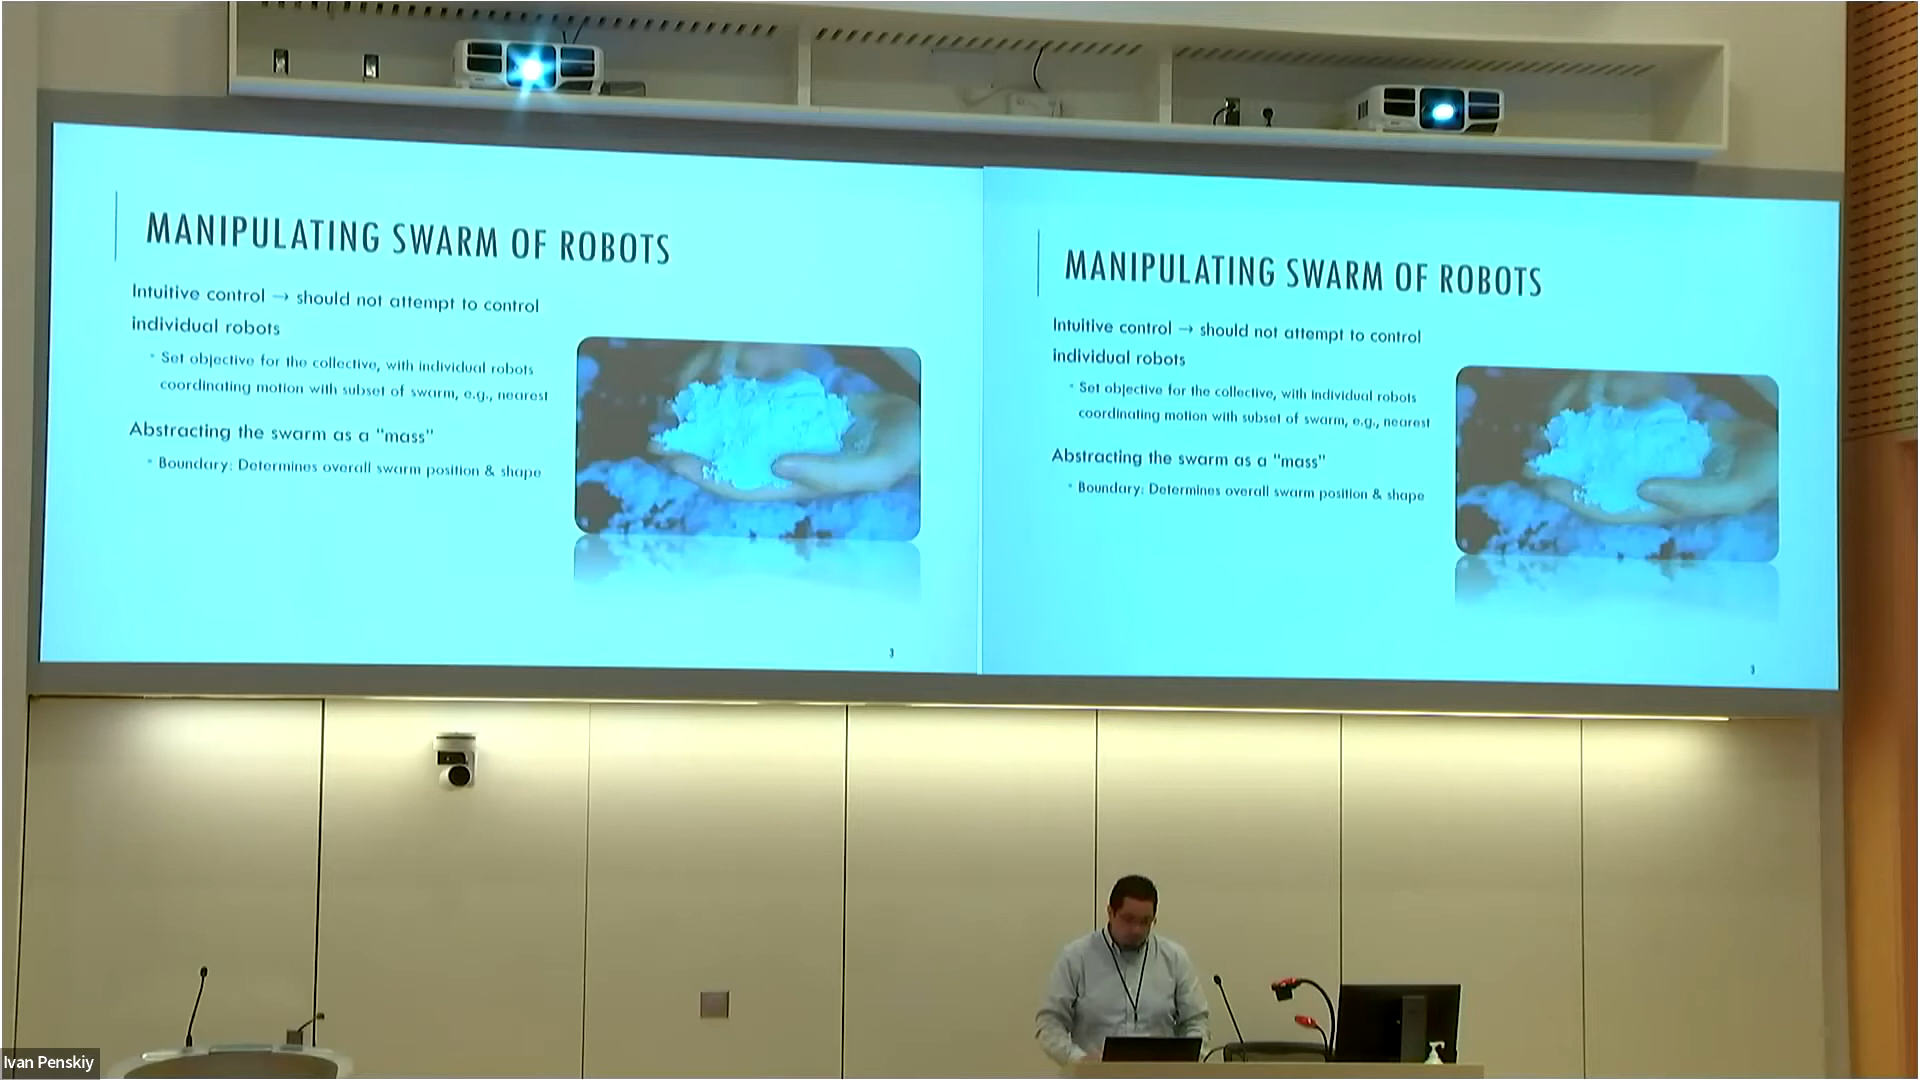 MANIPULATING SWARM OF ROBOTS
Intuitive control → should not attempt to control
individual robots
Set objective for the collective, with individual robots
coordinating motion with subset of swarm, e.g., nearest
Abstracting the swarm as a "mass"
Boundary: Determines overall swarm position & shape
3
MANIPULATING SWARM OF ROBOTS
Intuitive control → should not attempt to control
individual robots
Set objective for the collective, with individual robots
coordinating motion with subset of swarm, e.g., nearest
Abstracting the swarm as a "mass"
Boundary: Determines overall swarm position & shape
3
Ivan Penskiy